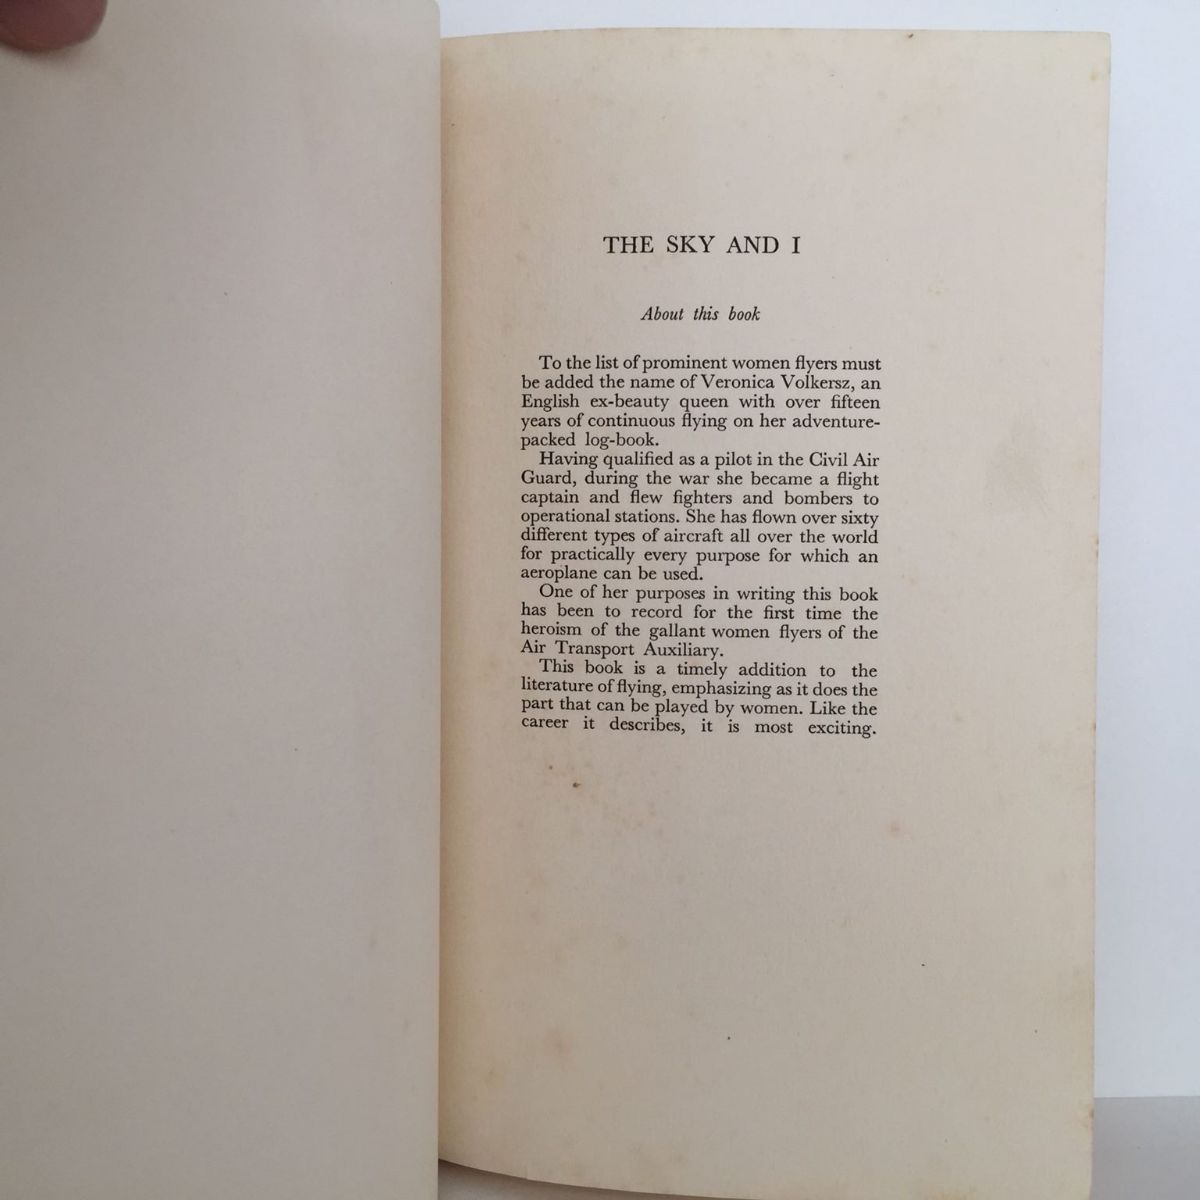 THE SKY AND I
About this book
To the list of prominent women flyers must
be added the name of Veronica Volkersz, an
English ex-beauty queen with over fifteen
years of continuous flying on her adventure-
packed log-book.
Having qualified as a pilot in the Civil Air
Guard, during the war she became a flight
captain and flew fighters and bombers to
operational stations. She has flown over sixty
different types of aircraft all over the world
for practically every purpose for which an
aeroplane can be used.
One of her purposes in writing this book
has been to record for the first time the
heroism of the gallant women flyers of the
Air Transport Auxiliary.
This book is a timely addition to the
literature of flying, emphasizing as it does the
part that can be played by women. Like the
career it describes, it is most exciting.